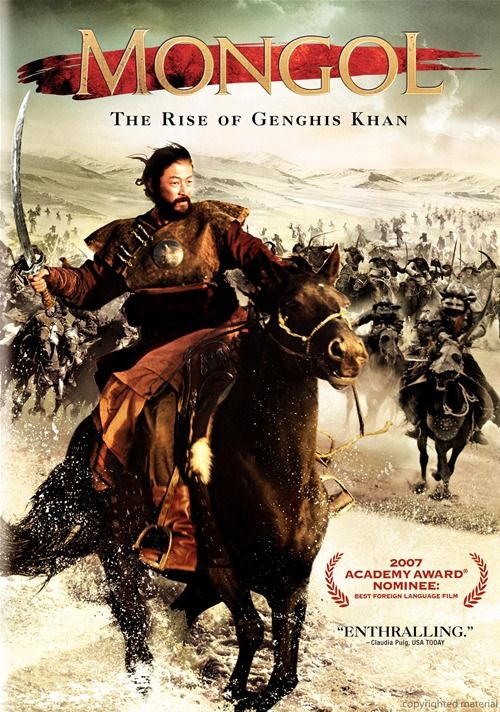 MONGOL
THE RISE OF GENGHIS KHAN
2007
ACADEMY AWARD®
NOMINEE:
BEST FOREIGN LANGUAGE FILM
"ENTHRALLING."
—Claudia Puig, USA TODAY
copyrighted material